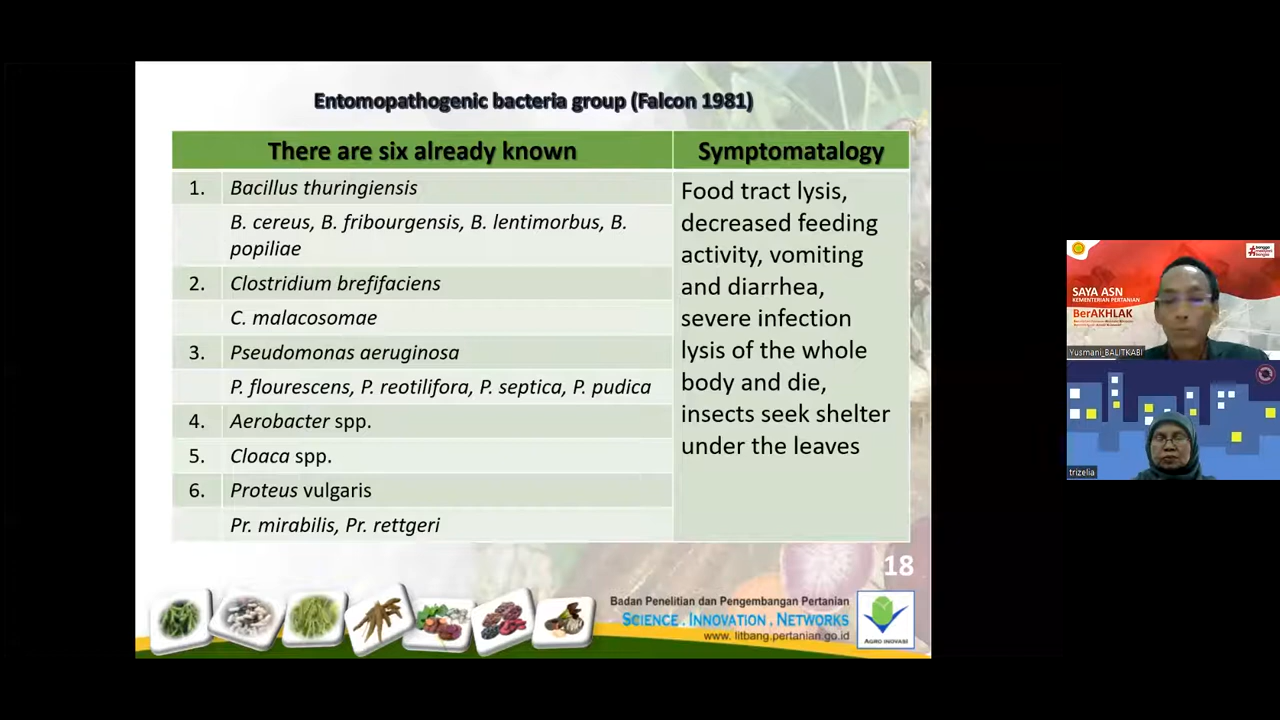 Entomopathogenic bacteria group (Falcon 1981)
There are six already known
Symptomatalogy
1. Bacillus thuringiensis
B. cereus, B. fribourgensis, B. lentimorbus, B.
popiliae
2. Clostridium brefifaciens
C. malacosomae
3. Pseudomonas aeruginosa
P. flourescens, P. reotilifora, P. septica, P. pudica
4. Aerobacter spp.
5. Cloaca spp.
6. Proteus vulgaris
Pr. mirabilis, Pr. rettgeri
Food tract lysis,
decreased feeding
activity, vomiting
and diarrhea,
severe infection
lysis of the whole
body and die,
insects seek shelter
under the leaves
18
Badan Penelitian dan Pengembangan Pertanian
SCIENCE . INNOVATION . NETWORKS
www. litbang.pertanian.go.id
AGRO INOVASI
SAYA ASN
KEMENTERIAN PERTANIAN
BerAKHLAK
Yusmani_BALITKABI
trizelia